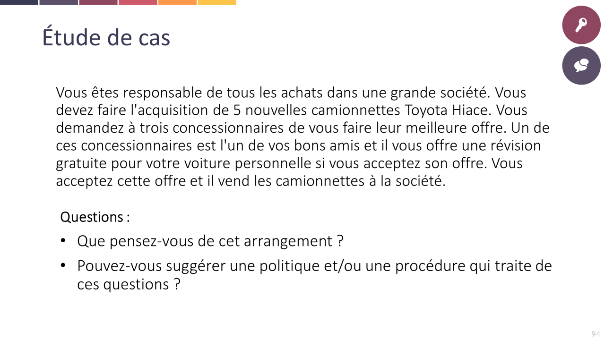 Étude de cas
Vous êtes responsable de tous les achats dans une grande société. Vous
devez faire l'acquisition de 5 nouvelles camionnettes Toyota Hiace. Vous
demandez à trois concessionnaires de vous faire leur meilleure offre. Un de
ces concessionnaires est l'un de vos bons amis et il vous offre une révision
gratuite pour votre voiture personnelle si vous acceptez son offre. Vous
acceptez cette offre et il vend les camionnettes à la société.
Questions :
• Que pensez-vous de cet arrangement ?
• Pouvez-vous suggérer une politique et/ou une procédure qui traite de
ces questions ?